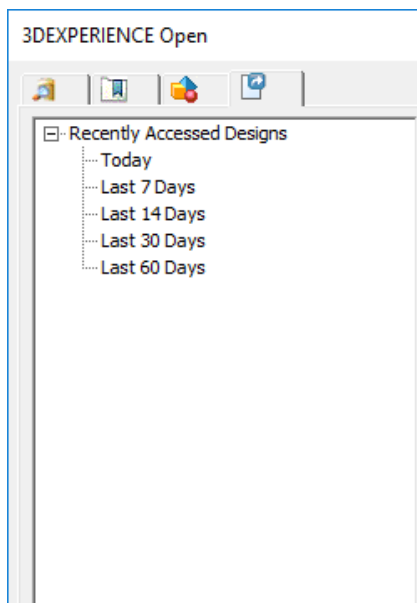 3DEXPERIENCE Open
Recently Accessed Designs
Today
Last 7 Days
Last 14 Days
Last 30 Days
Last 60 Days